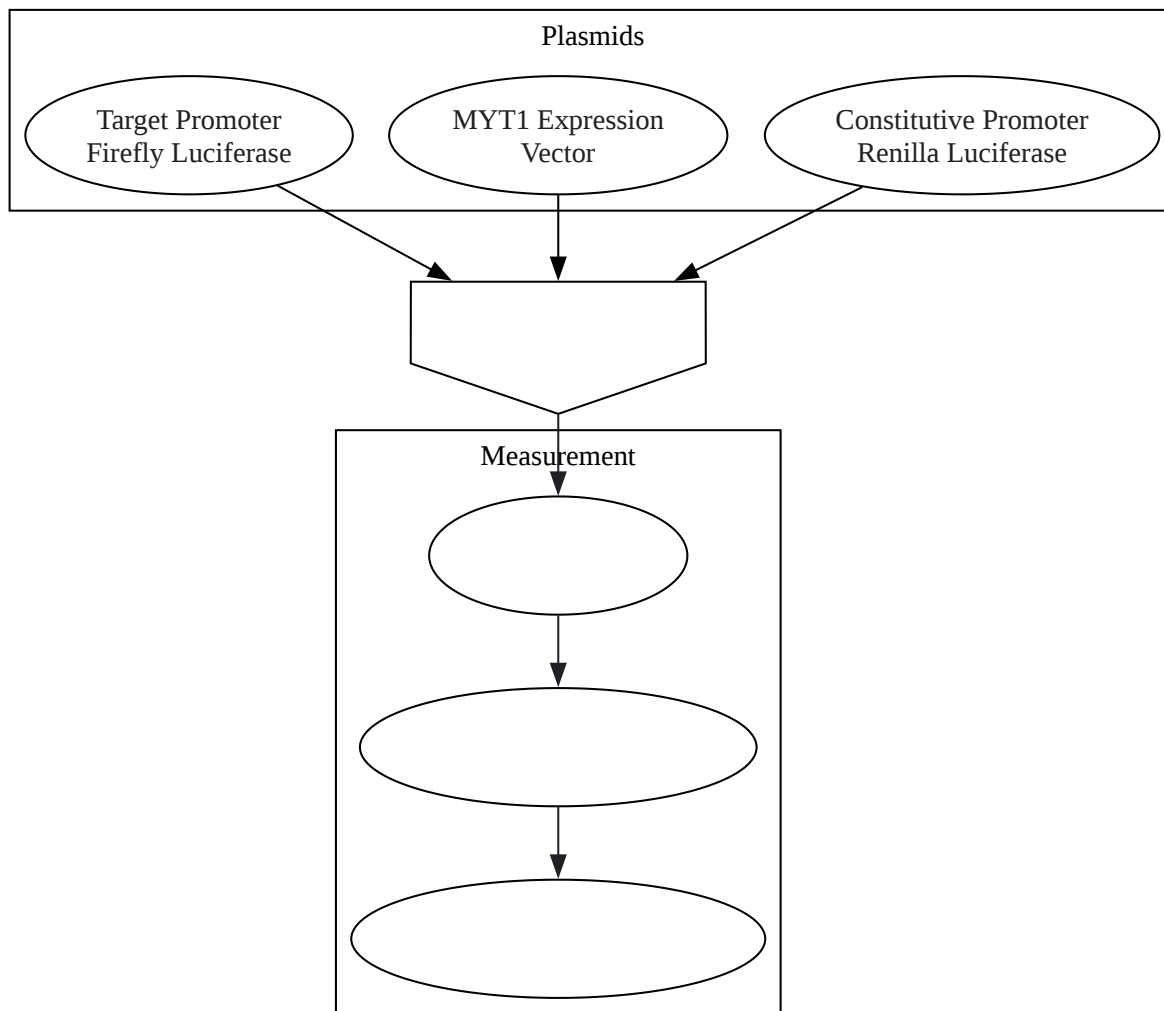 Plasmids
Target Promoter
Firefly Luciferase
MYT1 Expression
Vector
Constitutive Promoter
Renilla Luciferase
Measurement